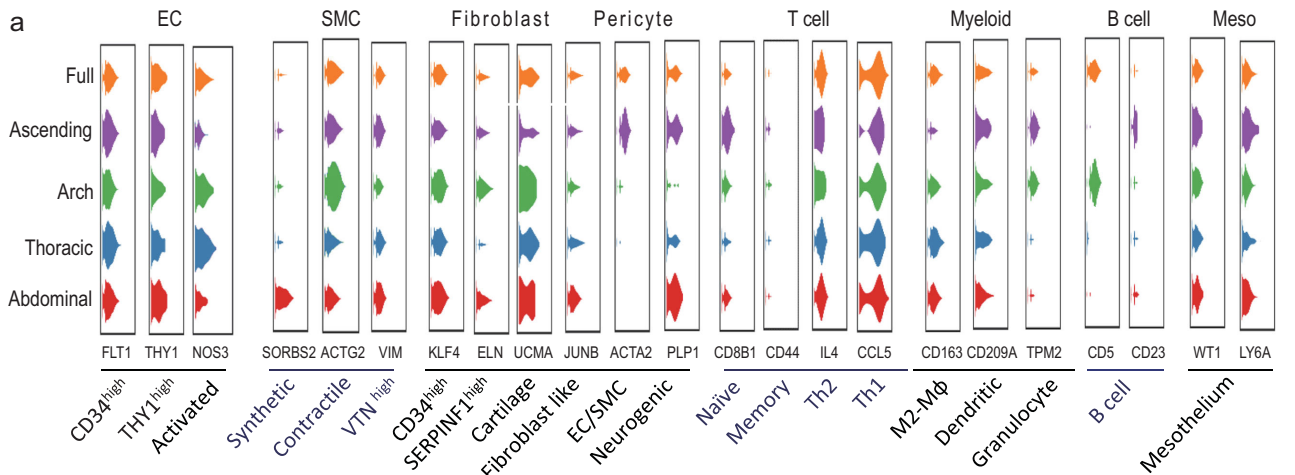 a
EC SMC Fibroblast Pericyte T cell Myeloid B cell Meso
Full
Ascending
Arch
Thoracic
Abdominal
FLT1 THY1 NOS3 SORBS2 ACTG2 VIM KLF4 ELN UCMA JUNB ACTA2 PLP1 CD8B1 CD44 IL4 CCL5 CD163 CD209A TPM2 CD5 CD23 WT1 LY6A
CD34high
THY1high
Activated
Synthetic
Contractile
VTN high
CD34high
SERPINF1high
Cartilage
Fibroblast like
EC/SMC
Neurogenic
Naïve
Memory
Th2
Th1
M2-Mϕ
Dendritic
Granulocyte
B cell
Mesothelium